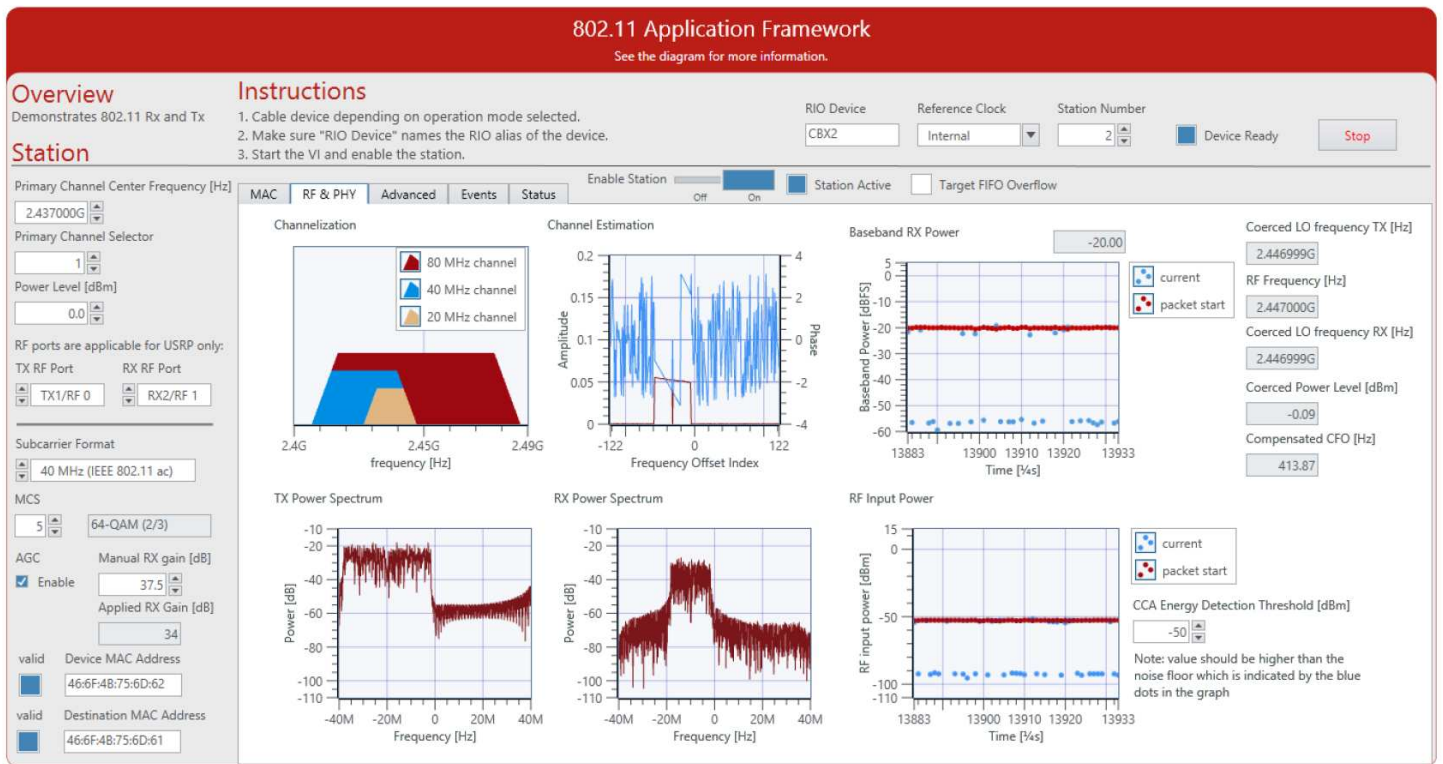 802.11 Application Framework
See the diagram for more information.
Overview
Demonstrates 802.11 Rx and Tx
Station
Instructions
1. Cable device depending on operation mode selected.
2. Make sure "RIO Device" names the RIO alias of the device.
3. Start the VI and enable the station.
RIO Device
CBX2
Reference Clock
Internal
Station Number
2
Device Ready
Stop
Primary Channel Center Frequency [Hz]
2.437000G
Primary Channel Selector
1
Power Level [dBm]
0.0
RF ports are applicable for USRP only:
TX RF Port RX RF Port
TX1/RF 0 RX2/RF 1
Subcarrier Format
40 MHz (IEEE 802.11 ac)
MCS
5 64-QAM (2/3)
AGC Manual RX gain [dB]
Enable 37.5
Applied RX Gain [dB]
34
valid Device MAC Address
46:6F:4B:75:6D:62
valid Destination MAC Address
46:6F:4B:75:6D:61
MAC RF & PHY Advanced Events Status
Enable Station
Off On
Station Active
Target FIFO Overflow
Channelization
80 MHz channel
40 MHz channel
20 MHz channel
2.4G 2.45G 2.49G
frequency [Hz]
Channel Estimation
Amplitude
0.2
0.15
0.1
0.05
0
4
2
0
-2
-4
Phase
-122 0 122
Frequency Offset Index
Baseband RX Power
-20.00
Baseband Power [dBFS]
5
0
-10
-20
-30
-40
-50
-60
13883 13900 13910 13920 13933
Time [¼s]
current
packet start
Coerced LO frequency TX [Hz]
2.446999G
RF Frequency [Hz]
2.447000G
Coerced LO frequency RX [Hz]
2.446999G
Coerced Power Level [dBm]
-0.09
Compensated CFO [Hz]
413.87
TX Power Spectrum
Power [dB]
-10
-20
-40
-60
-80
-100
-110
-40M -20M 0 20M 40M
Frequency [Hz]
RX Power Spectrum
Power [dB]
-10
-20
-40
-60
-80
-100
-110
-40M -20M 0 20M 40M
Frequency [Hz]
RF Input Power
RF input power [dBm]
15
0
-50
-100
-110
13883 13900 13910 13920 13933
Time [¼s]
current
packet start
CCA Energy Detection Threshold [dBm]
-50
Note: value should be higher than the
noise floor which is indicated by the blue
dots in the graph